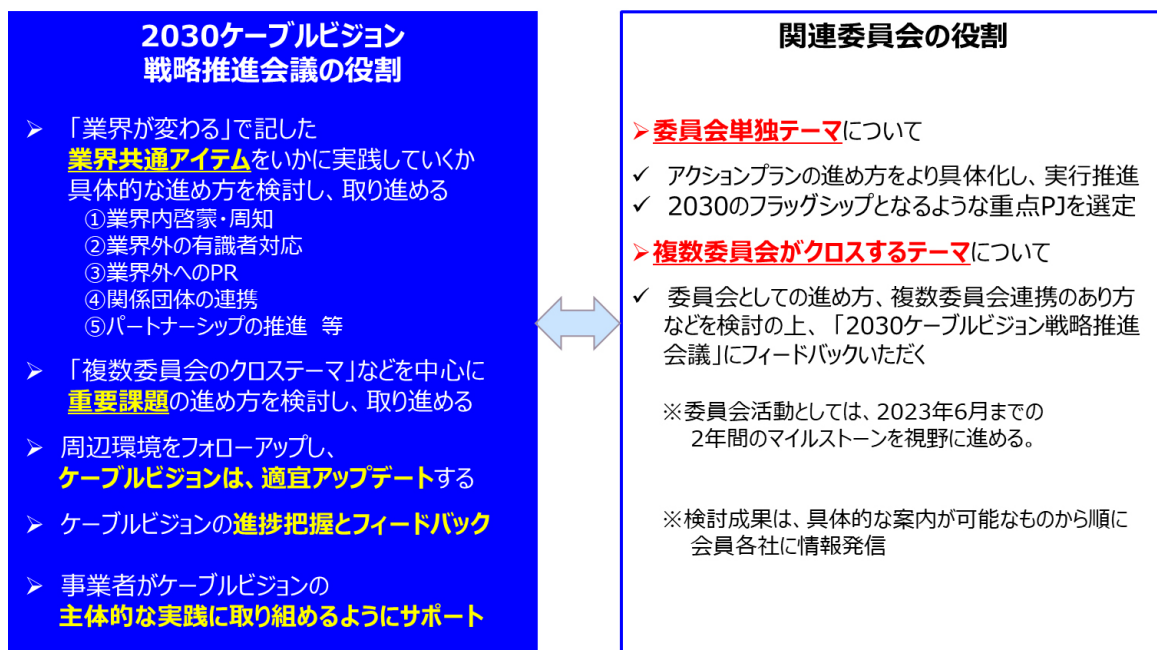 2030ケーブルビジョン
戦略推進会議の役割
➢ 「業界が変わる」で記した
業界共通アイテムをいかに実践していくか
具体的な進め方を検討し、取り進める
①業界内啓蒙・周知
②業界外の有識者対応
③業界外へのPR
④関係団体の連携
⑤パートナーシップの推進 等
➢ 「複数委員会のクロステーマ」などを中心に
重要課題の進め方を検討し、取り進める
➢ 周辺環境をフォローアップし、
ケーブルビジョンは、適宜アップデートする
➢ ケーブルビジョンの進捗把握とフィードバック
➢ 事業者がケーブルビジョンの
主体的な実践に取り組めるようにサポート
関連委員会の役割
➢委員会単独テーマについて
✓ アクションプランの進め方をより具体化し、実行推進
✓ 2030のフラッグシップとなるような重点PJを選定
➢複数委員会がクロスするテーマについて
✓ 委員会としての進め方、複数委員会連携のあり方
などを検討の上、「2030ケーブルビジョン戦略推進
会議」にフィードバックいただく
※委員会活動としては、2023年6月までの
2年間のマイルストーンを視野に進める。
※検討成果は、具体的な案内が可能なものから順に
会員各社に情報発信